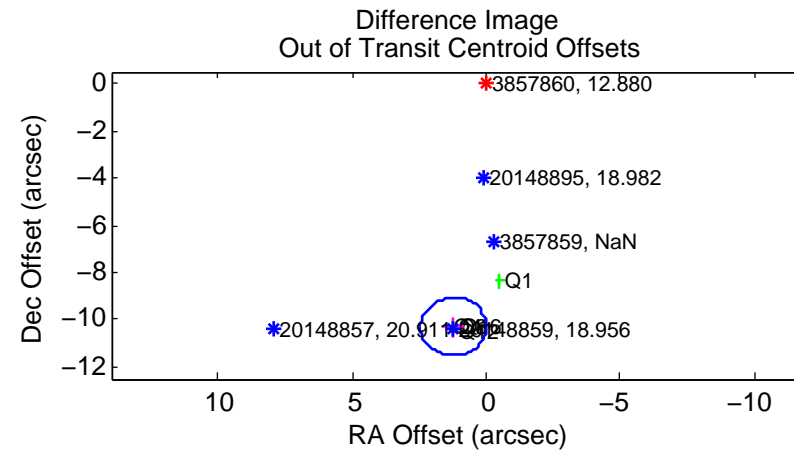 Difference Image
Out of Transit Centroid Offsets
0
−2
−4
−6
−8
−10
−12
Dec Offset (arcsec)
3857860, 12.880
20148895, 18.982
3857859, NaN
Q1
20148857, 20.911
20148859, 18.956
10
5
0
−5
−10
RA Offset (arcsec)